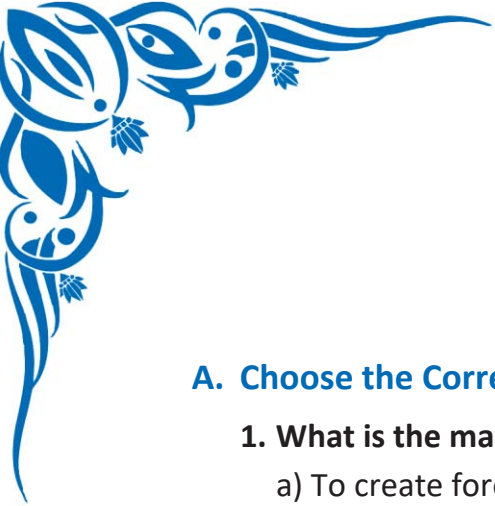 A. Choose the Corre
1. What is the ma
a) To create for